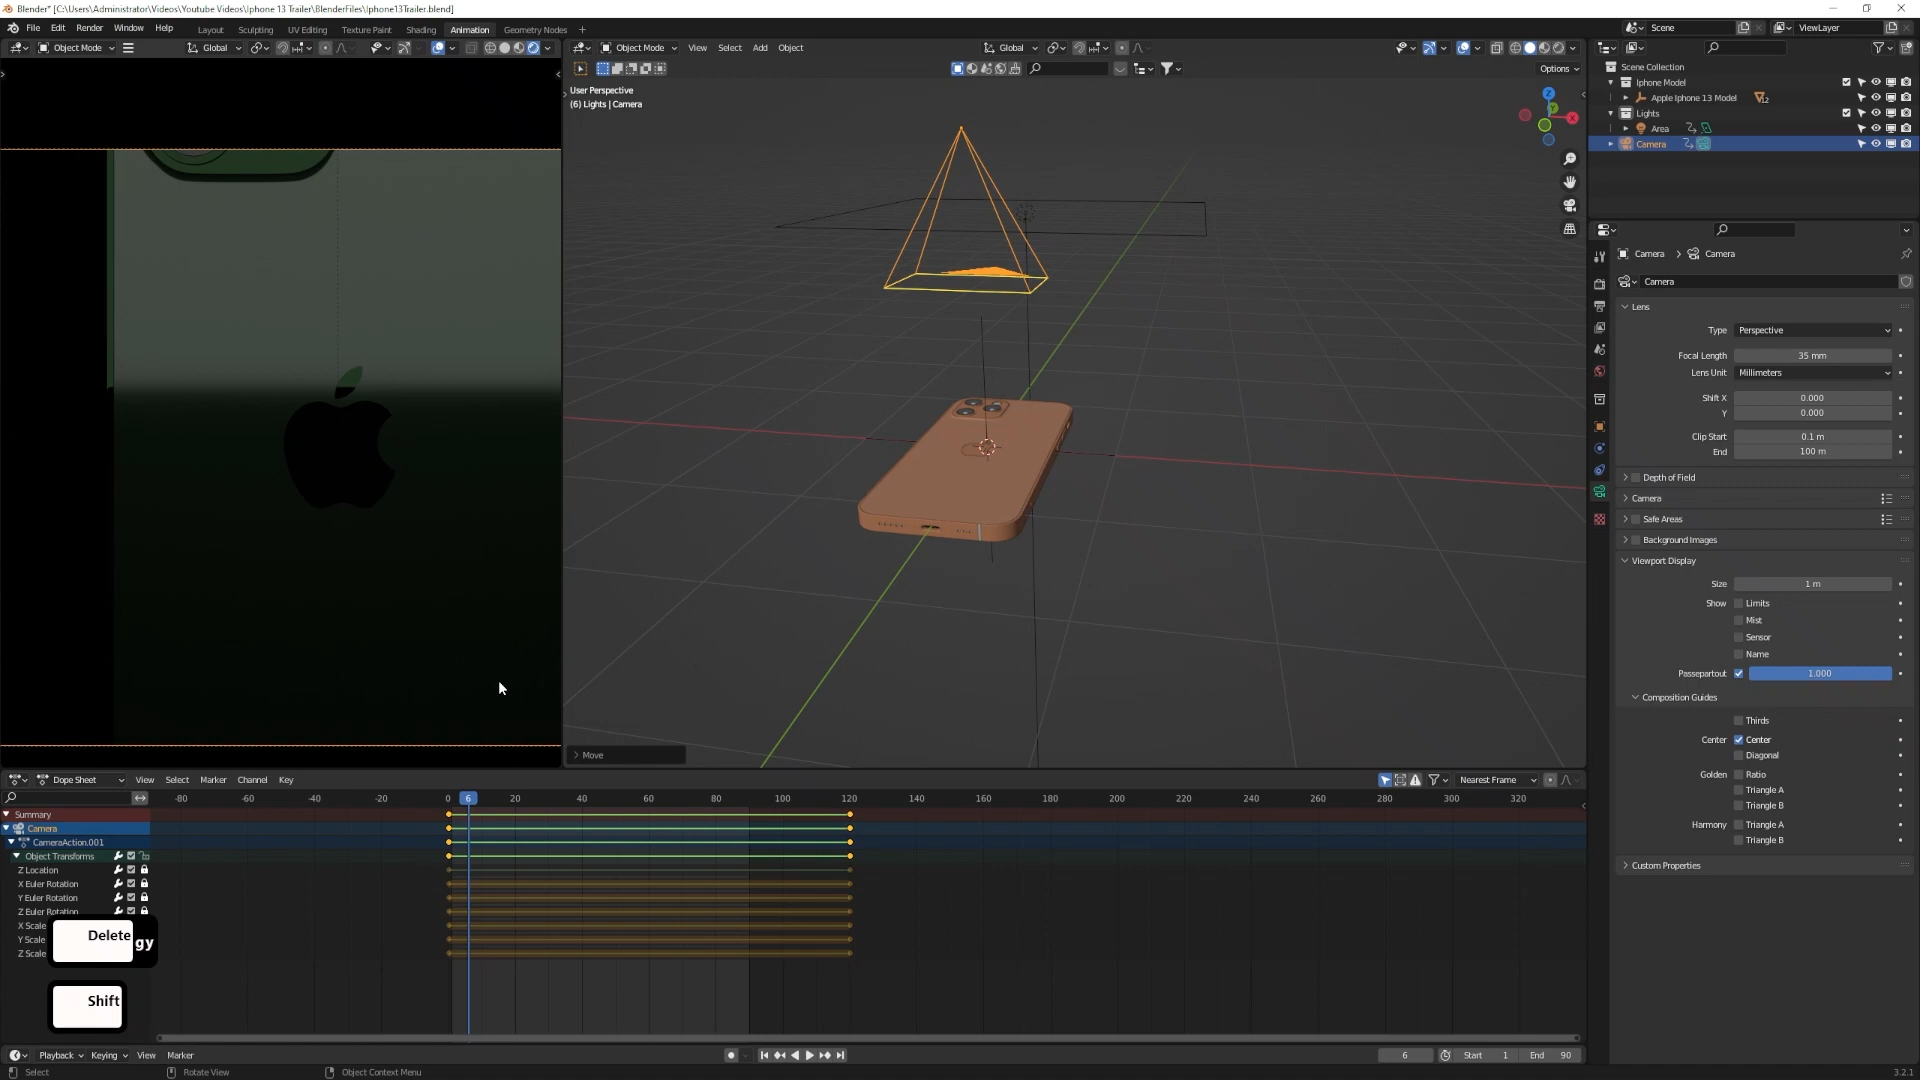 Blender* [C:\Users\Administrator\Videos\Youtube Videos\Iphone 13 Trailer\BlenderFiles\Iphone13Trailer.blend]
File Edit Render Window Help
Layout Sculpting UV Editing Texture Paint Shading Animation Geometry Nodes +
Scene
ViewLayer
Object Mode
Global
Object Mode View Select Add Object
Global
Options
User Perspective
(6) Lights | Camera
Z
X
Y
Move
Scene Collection
Iphone Model
Apple Iphone 13 Model 12
Lights
Area
Camera
Camera > Camera
Camera
Lens
Type Perspective
Focal Length 35 mm
Lens Unit Millimeters
Shift X 0.000
Y 0.000
Clip Start 0.1 m
End 100 m
Depth of Field
Camera
Safe Areas
Background Images
Viewport Display
Size 1 m
Show Limits
Mist
Sensor
Name
Passepartout 1.000
Composition Guides
Thirds
Center Center
Diagonal
Golden Ratio
Triangle A
Triangle B
Harmony Triangle A
Triangle B
Custom Properties
Dope Sheet View Select Marker Channel Key
Nearest Frame
-80 -60 -40 -20 0 6 20 40 60 80 100 120 140 160 180 200 220 240 260 280 300 320
Summary
Camera
CameraAction.001
Object Transforms
Z Location
X Euler Rotation
Y Euler Rotation
Z Euler Rotation
X Scale
Y Scale
Z Scale
Delete
gy
Shift
Playback Keying View Marker
6 Start 1 End 90
Select Rotate View Object Context Menu
3.2.1